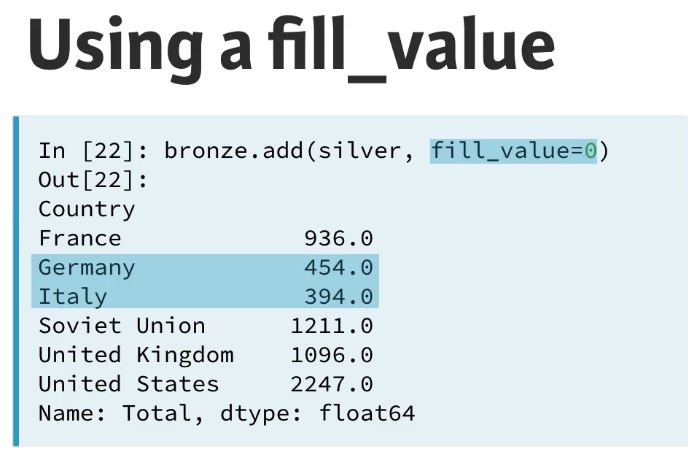 Using a fill_value
In [22]: bronze.add(silver, fill_value=0)
Out[22]:
Country
France 936.0
Germany 454.0
Italy 394.0
Soviet Union 1211.0
United Kingdom 1096.0
United States 2247.0
Name: Total, dtype: float64